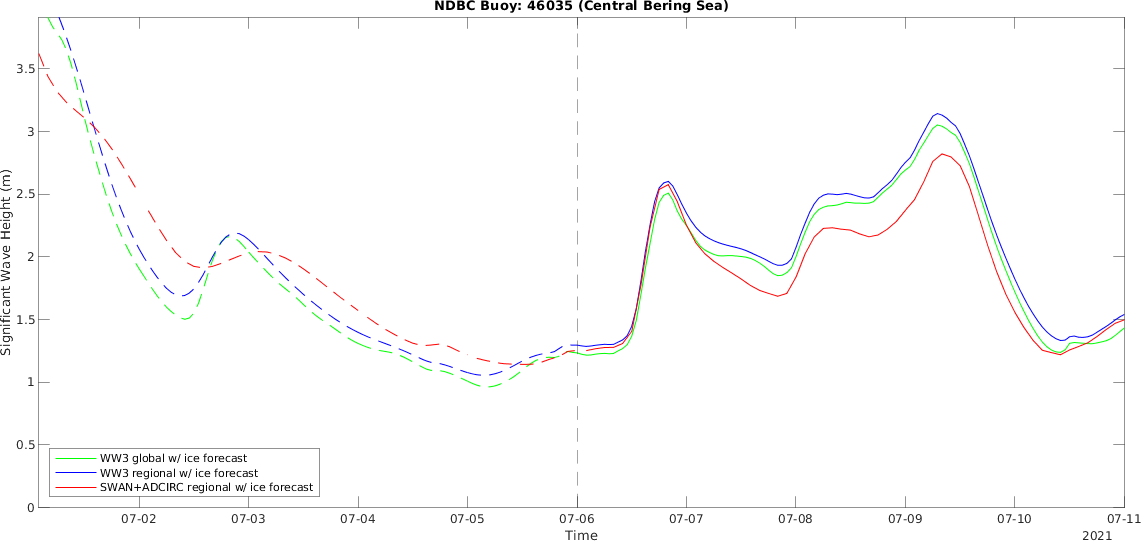 NDBC Buoy: 46035 (Central Bering Sea)
Significant Wave Height (m)
3.5
3
2.5
2
1.5
1
0.5
0
WW3 global w/ ice forecast
WW3 regional w/ ice forecast
SWAN+ADCIRC regional w/ ice forecast
07-02 07-03 07-04 07-05 07-06 07-07 07-08 07-09 07-10 07-11
Time
2021